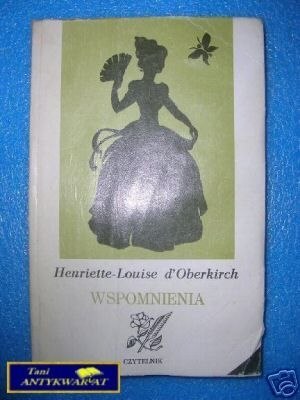 Henriette-Louise d'Oberkirch
WSPOMNIENIA
CZYTELNIK
Tani
ANTYKWARIAT